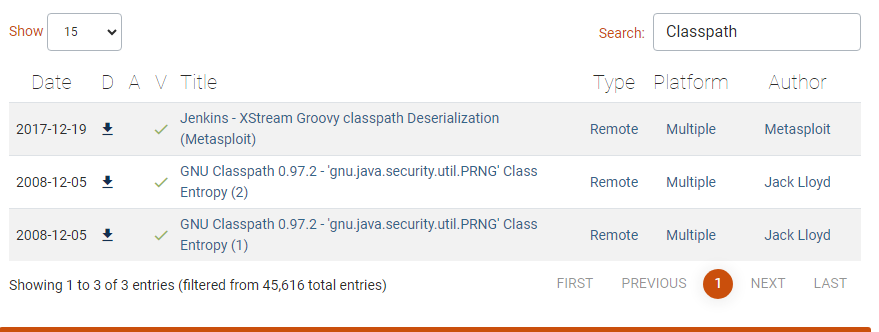 Show 15 Search: Classpath
Date D A V Title Type Platform Author
2017-12-19 Jenkins - XStream Groovy classpath Deserialization (Metasploit) Remote Multiple Metasploit
2008-12-05 GNU Classpath 0.97.2 - 'gnu.java.security.util.PRNG' Class Entropy (2) Remote Multiple Jack Lloyd
2008-12-05 GNU Classpath 0.97.2 - 'gnu.java.security.util.PRNG' Class Entropy (1) Remote Multiple Jack Lloyd
Showing 1 to 3 of 3 entries (filtered from 45,616 total entries) FIRST PREVIOUS 1 NEXT LAST